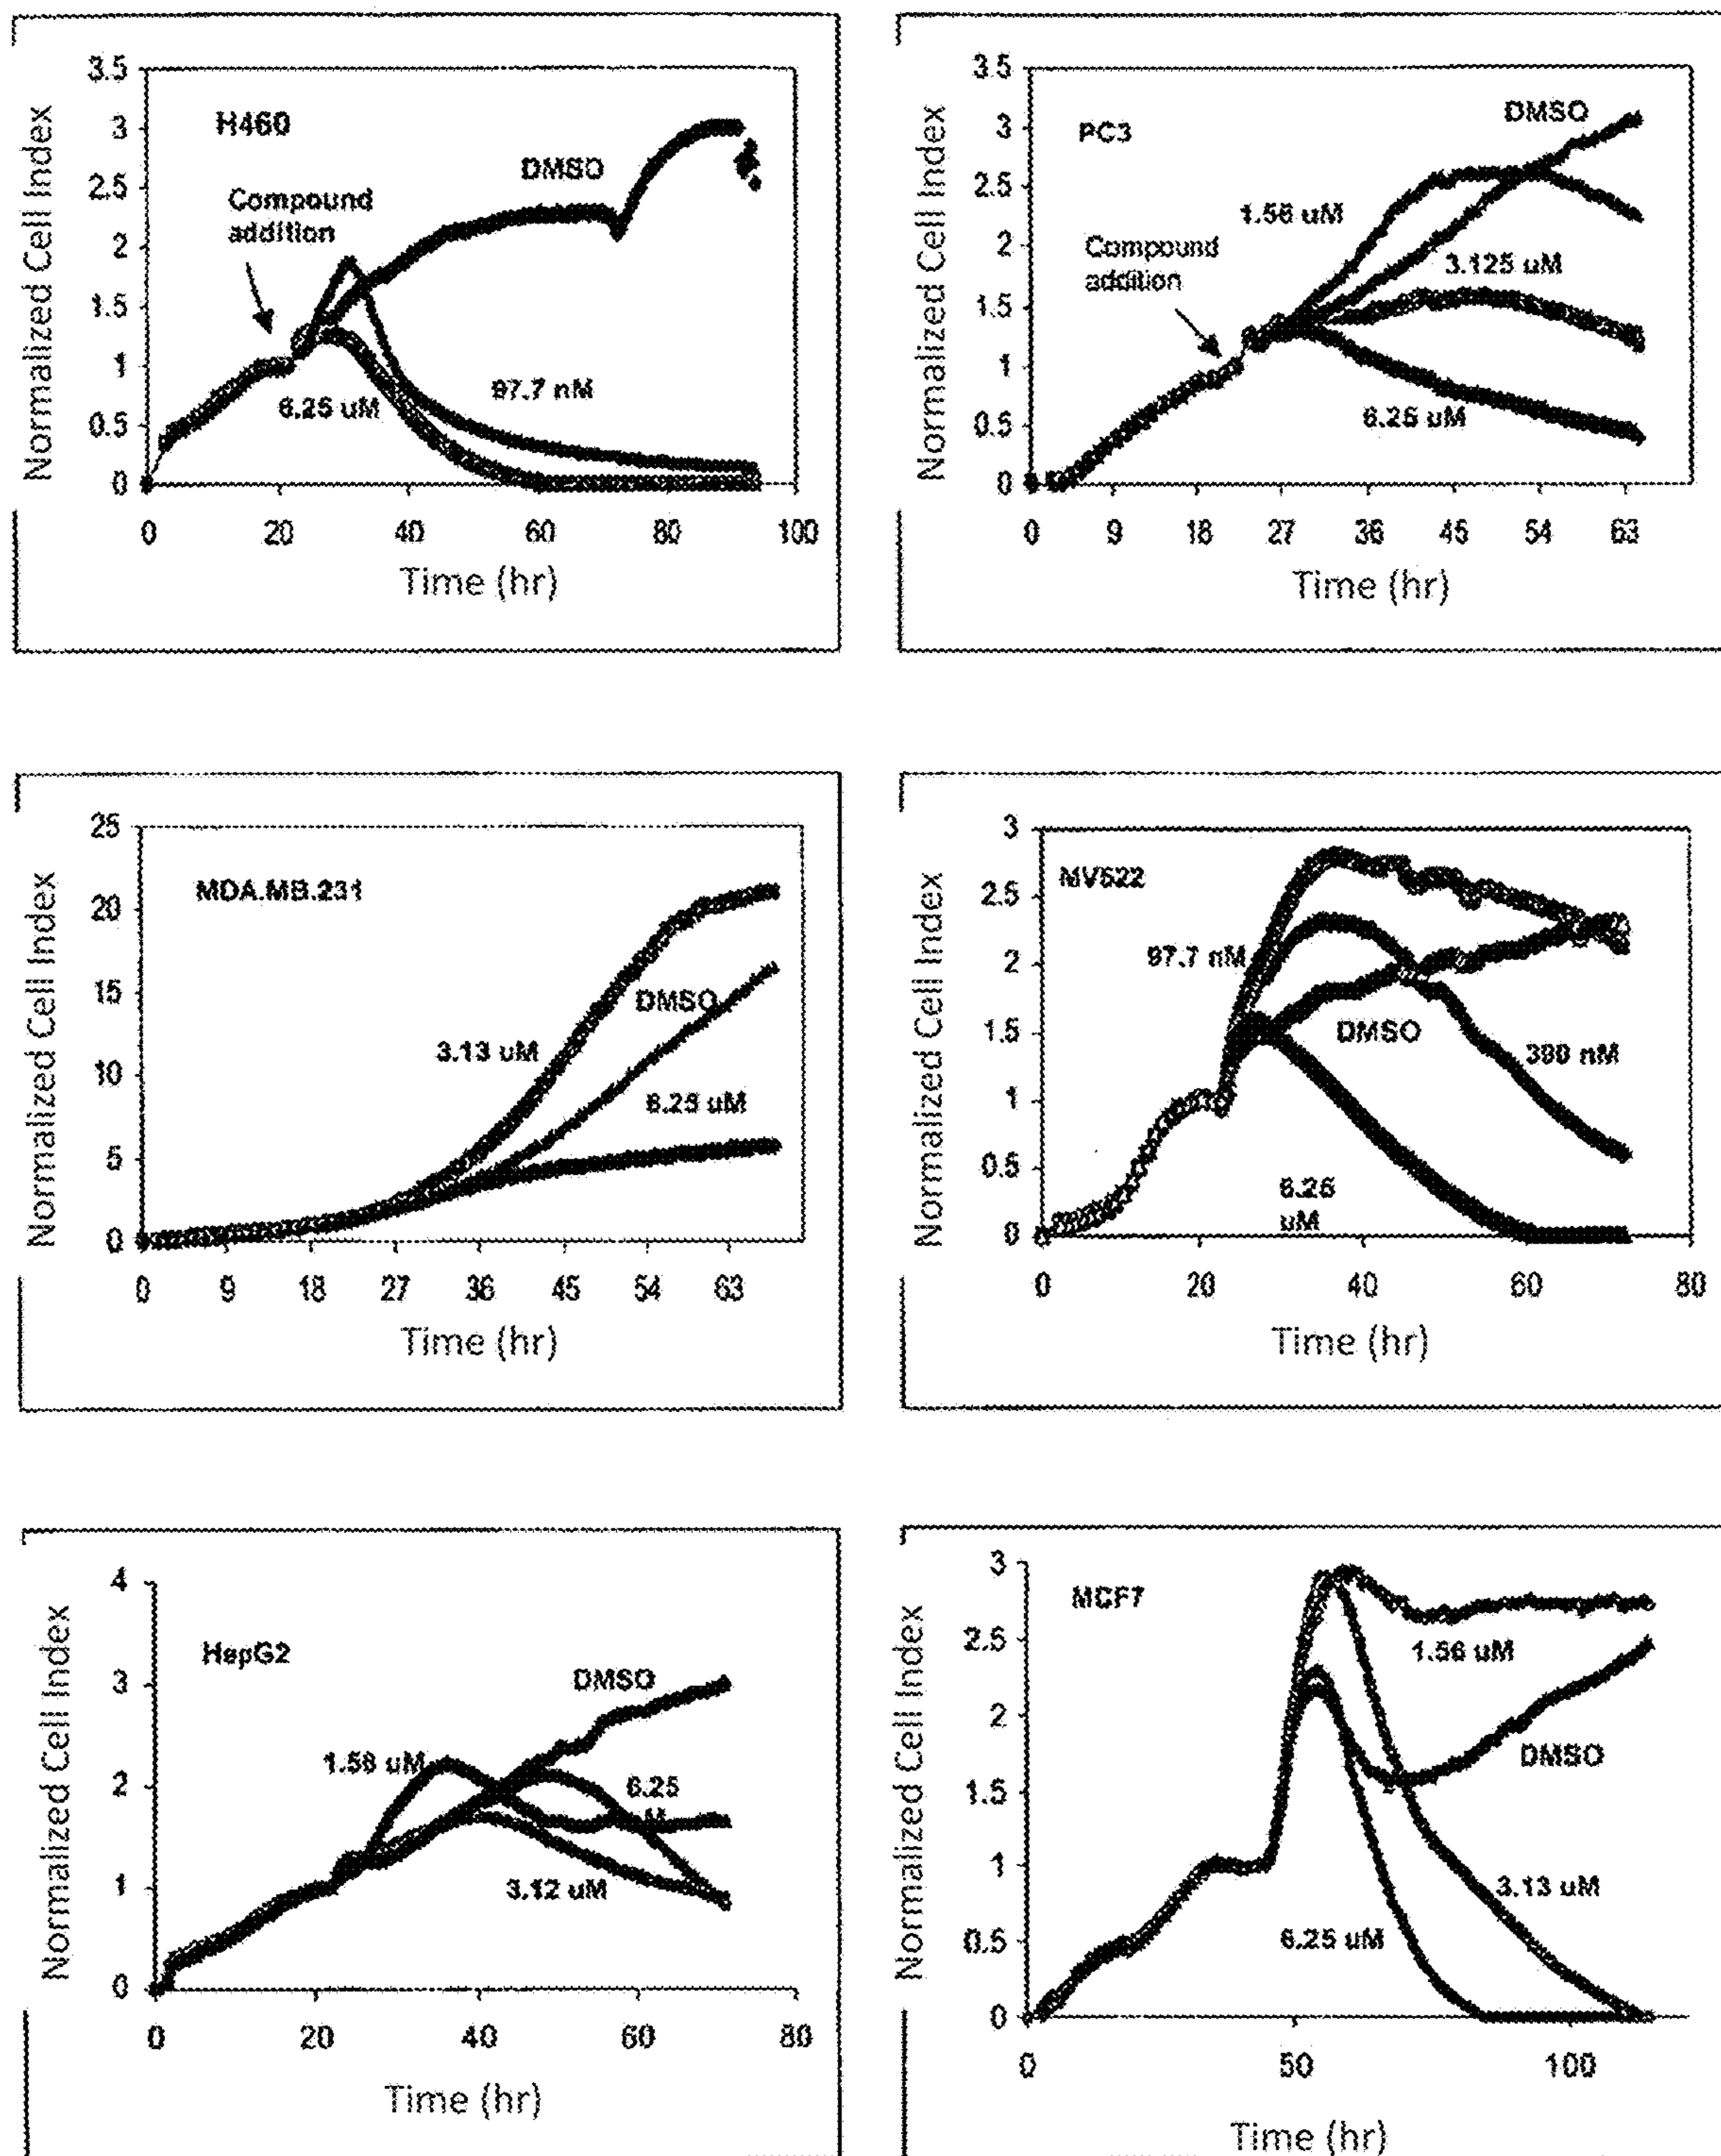 Normalized Cell Index
3.5
3
2.5
2
1.5
1
0.5
0
H460
Compound
addition
DMSO
97.7 nM
6.25 uM
0 20 40 60 80 100
Time (hr)
Normalized Cell Index
3.5
3
2.5
2
1.5
1
0.5
0
PC3
DMSO
1.56 uM
Compound
addition
3.125 uM
6.25 uM
0 9 18 27 36 45 54 63
Time (hr)
Normalized Cell Index
25
20
15
10
5
0
MDA.MB.231
DMSO
3.13 uM
6.25 uM
0 9 18 27 36 45 54 63
Time (hr)
Normalized Cell Index
3
2.5
2
1.5
1
0.5
0
MV522
97.7 nM
DMSO
390 nM
6.25
uM
0 20 40 60 80
Time (hr)
Normalized Cell Index
4
3
2
1
0
HepG2
DMSO
1.56 uM
6.25
3.12 uM
0 20 40 60 80
Time (hr)
Normalized Cell Index
3
2.5
2
1.5
1
0.5
0
MCF7
1.56 uM
DMSO
3.13 uM
6.25 uM
0 50 100
Time (hr)